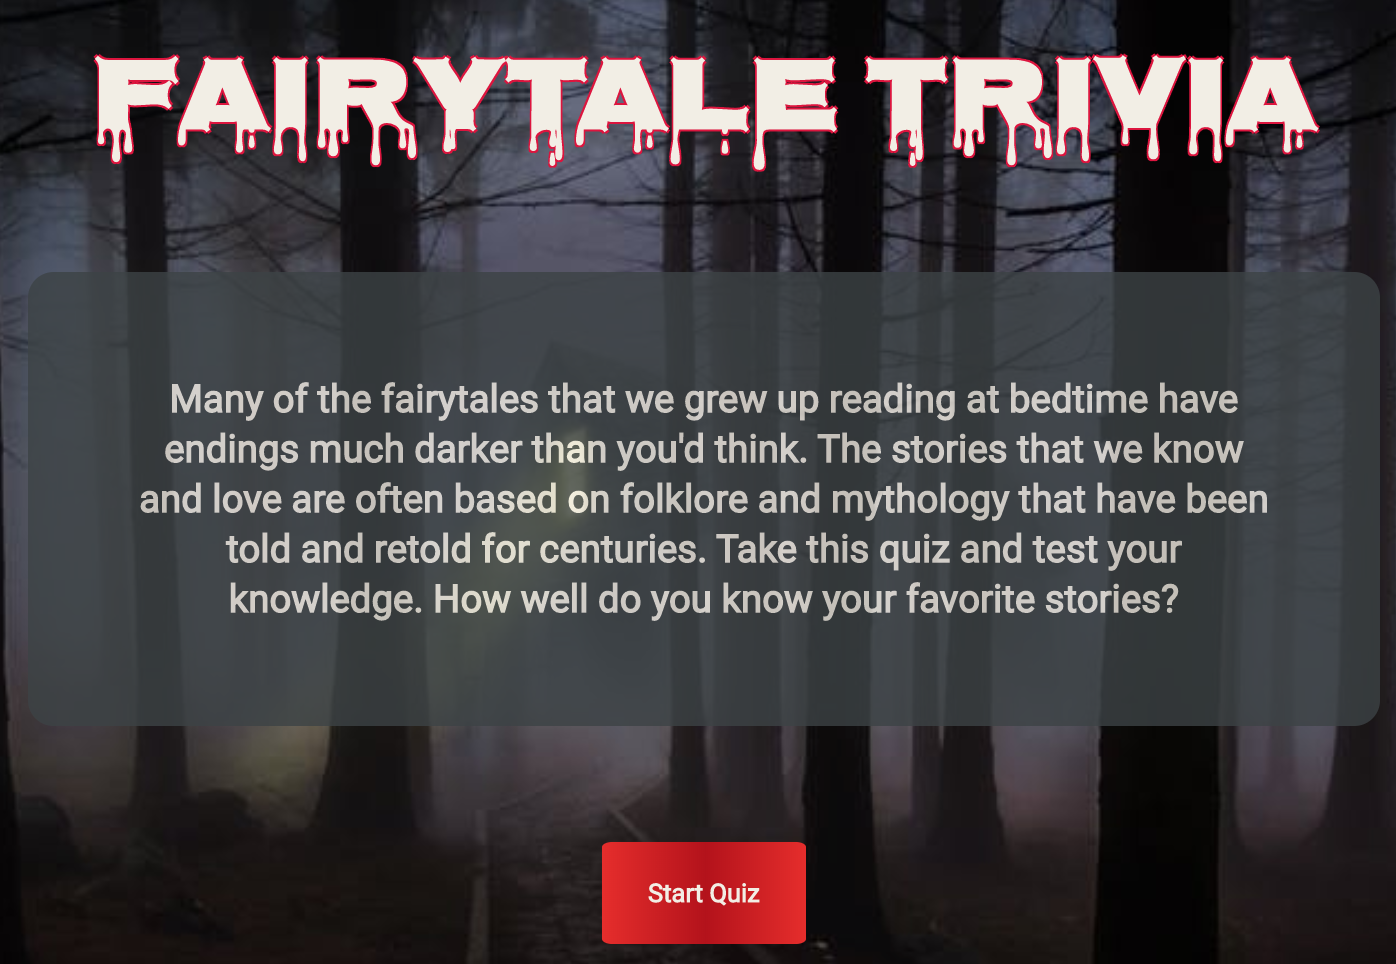 FAIRYTALE TRIVIA
Many of the fairytales that we grew up reading at bedtime have
endings much darker than you'd think. The stories that we know
and love are often based on folklore and mythology that have been
told and retold for centuries. Take this quiz and test your
knowledge. How well do you know your favorite stories?
Start Quiz